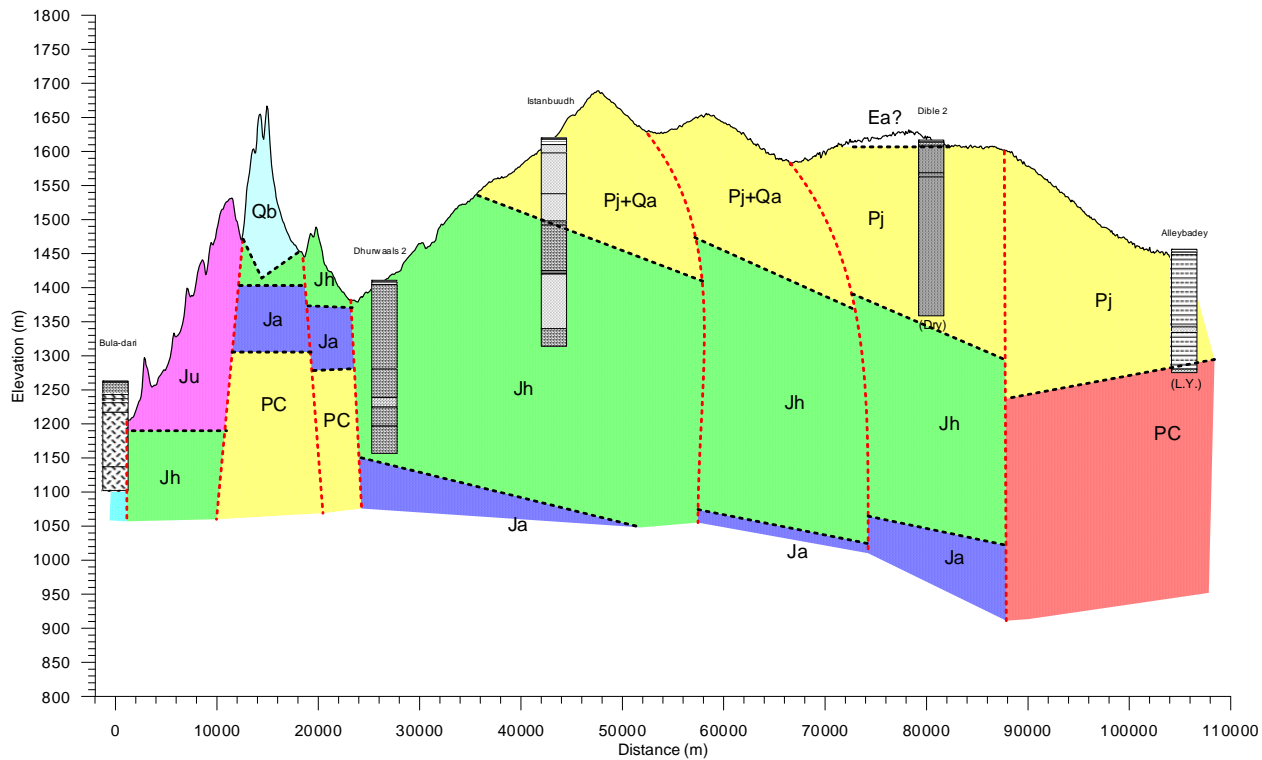 1800
1750
1700
1650
1600
1550
1500
1450
1400
1350
1300
1250
1200
1150
1100
1050
1000
950
900
850
800
Elevation (m)
0
10000
20000
30000
40000
50000
60000
70000
80000
90000
100000
110000
Distance (m)
Bula-dari
Dhurwaals 2
Istanbuudh
Dible 2
Alleybadey
Ea?
Qb
Pj+Qa
Pj+Qa
Pj
Jh
Ja
Ja
Ju
PC
PC
Jh
Jh
Jh
Jh
Pj
(Dry)
(L.Y.)
PC
Ja
Ja
Ja